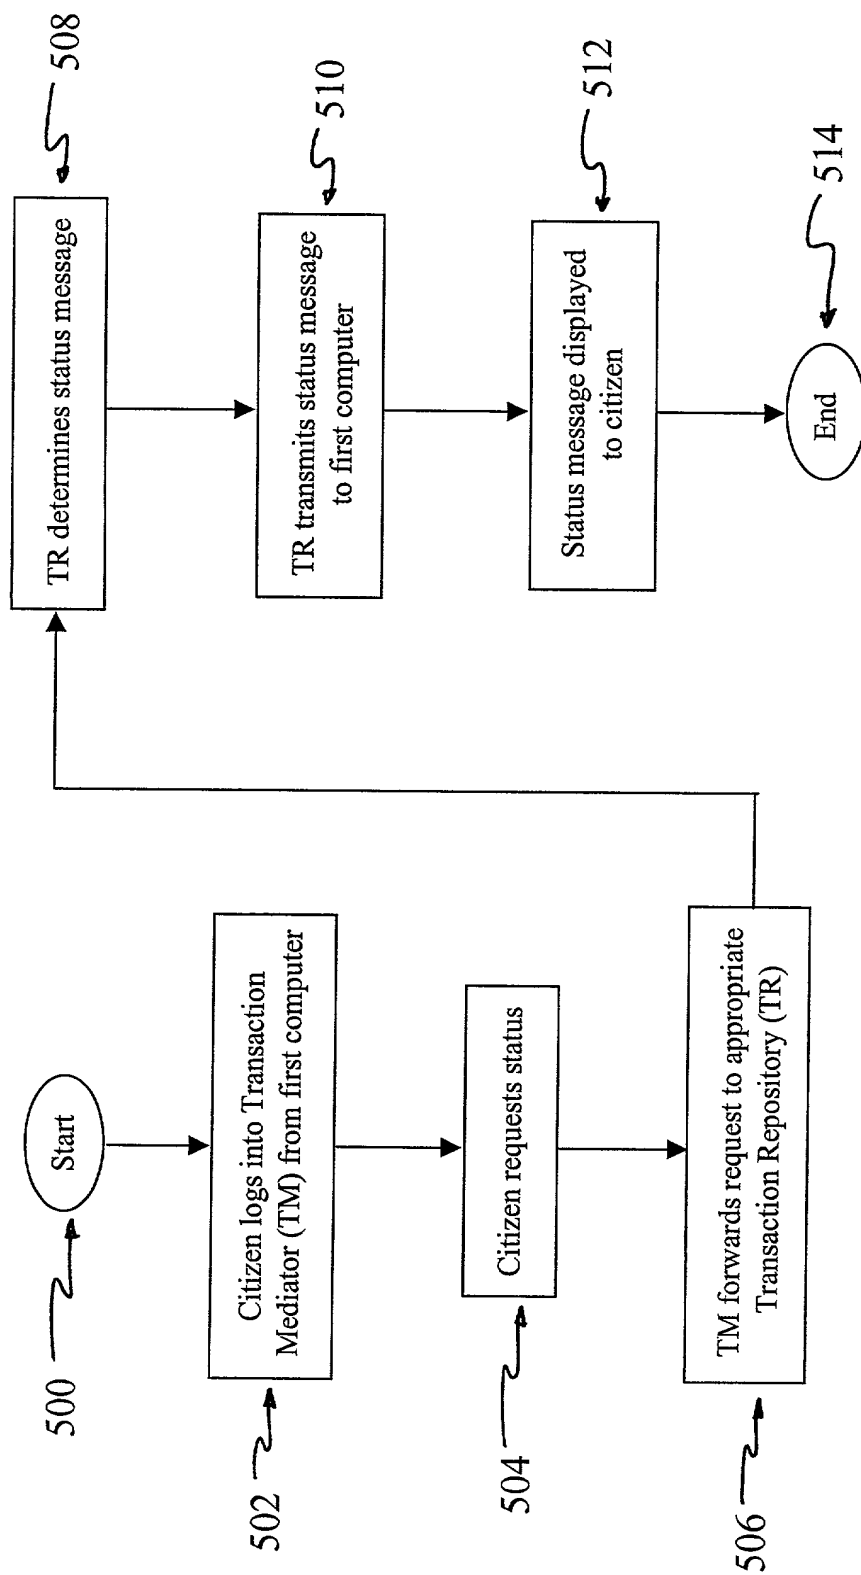 500
Start
502
Citizen logs into Transaction
Mediator (TM) from first computer
504
Citizen requests status
506
TM forwards request to appropriate
Transaction Repository (TR)
TR determines status message
508
TR transmits status message
to first computer
510
Status message displayed
to citizen
512
End
514